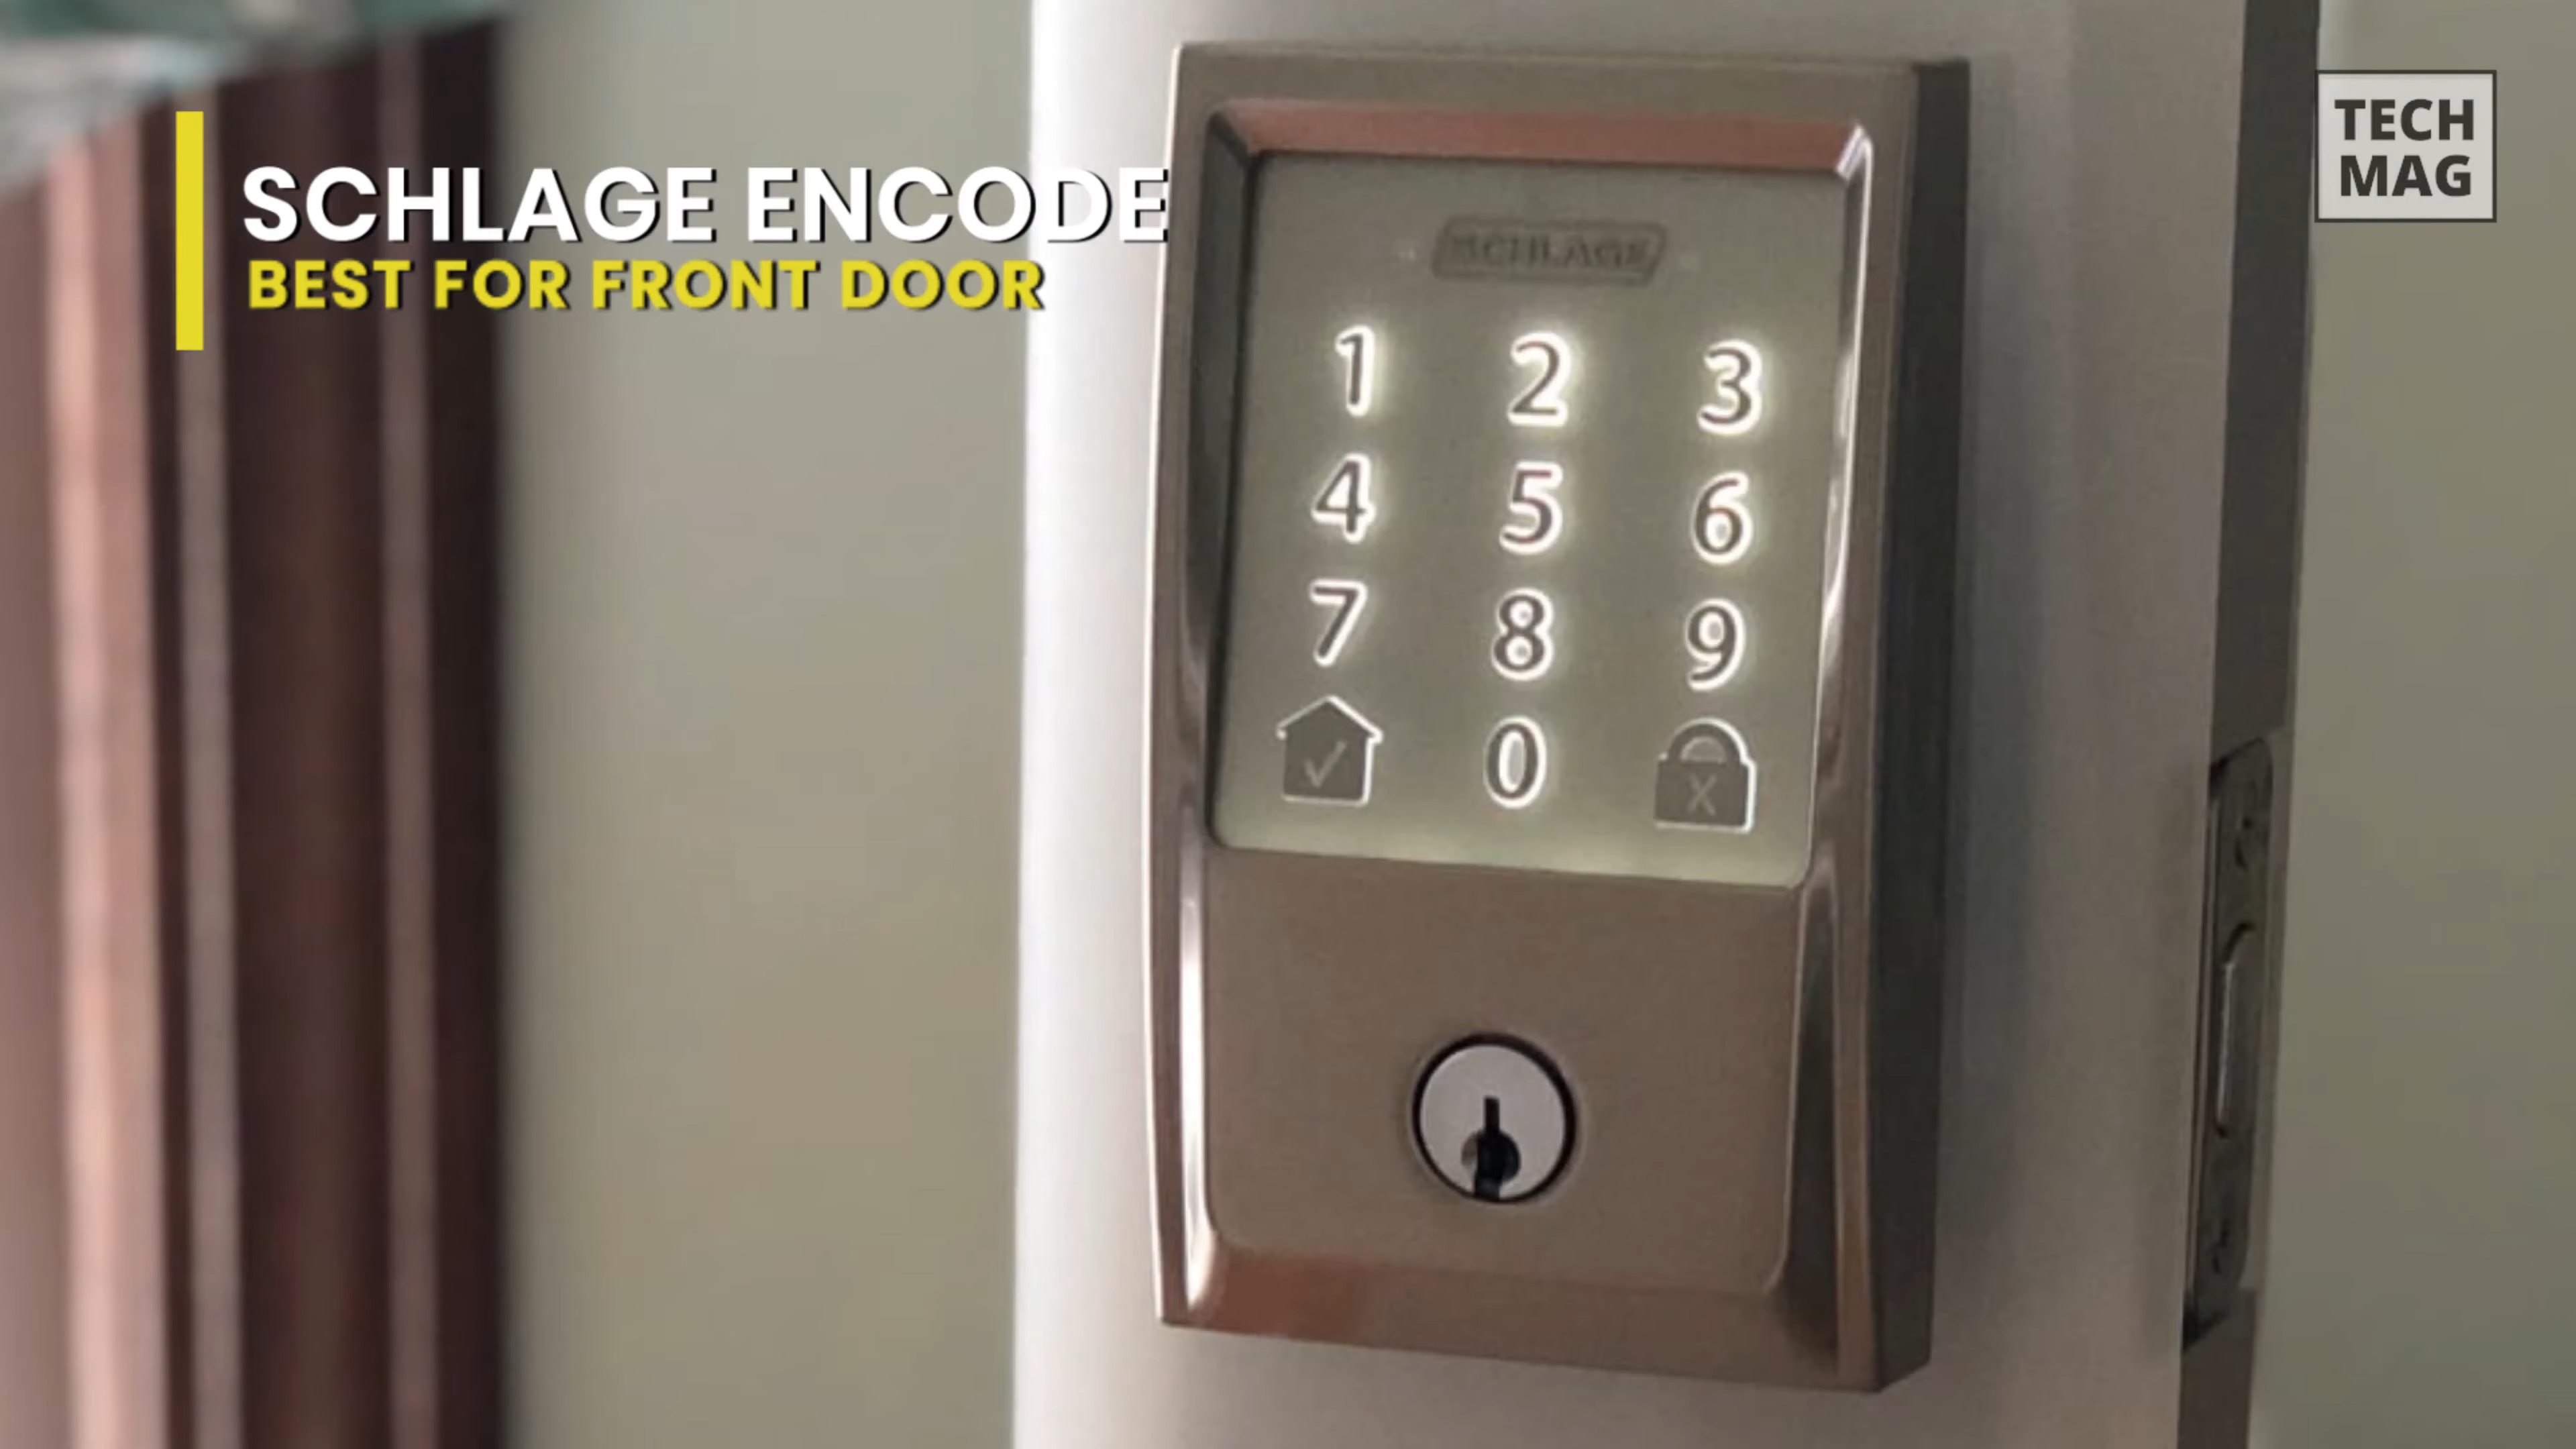 SCHLAGE ENCODE
BEST FOR FRONT DOOR
TECH
MAG
SCHLAGE
1 2 3
4 5 6
7 8 9
0 X